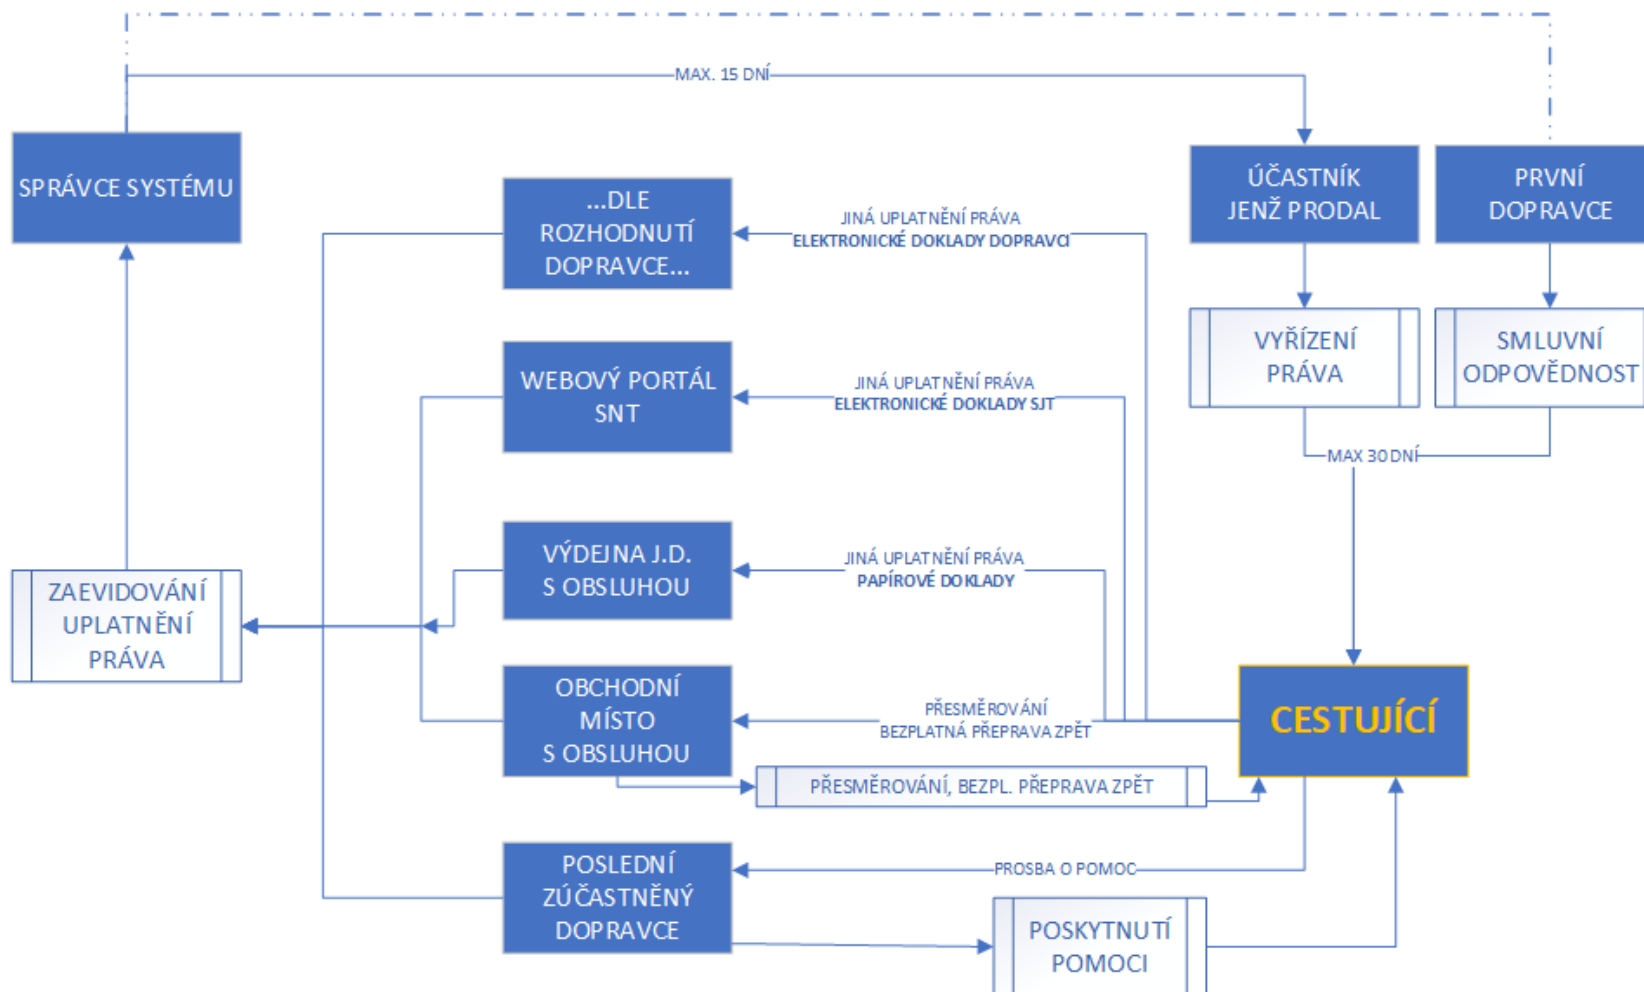 MAX. 15 DNÍ
SPRÁVCE SYSTÉMU
ÚČASTNÍK
JENŽ PRODAL
PRVNÍ
DOPRAVCE
...DLE
ROZHODNUTÍ
DOPRAVCE...
JINÁ UPLATNĚNÍ PRÁVA
ELEKTRONICKÉ DOKLADY DOPRAVCI
VYŘÍZENÍ
PRÁVA
SMLUVNÍ
ODPOVĚDNOST
WEBOVÝ PORTÁL
SNT
JINÁ UPLATNĚNÍ PRÁVA
ELEKTRONICKÉ DOKLADY SJT
MAX 30 DNÍ
VÝDEJNA J.D.
S OBSLUHOU
JINÁ UPLATNĚNÍ PRÁVA
PAPÍROVÉ DOKLADY
ZAEVIDOVÁNÍ
UPLATNĚNÍ
PRÁVA
OBCHODNÍ
MÍSTO
S OBSLUHOU
PŘESMĚROVÁNÍ
BEZPLATNÁ PŘEPRAVA ZPĚT
CESTUJÍCÍ
PŘESMĚROVÁNÍ, BEZPL. PŘEPRAVA ZPĚT
POSLEDNÍ
ZÚČASTNĚNÝ
DOPRAVCE
PROSBA O POMOC
POSKYTNUTÍ
POMOCI